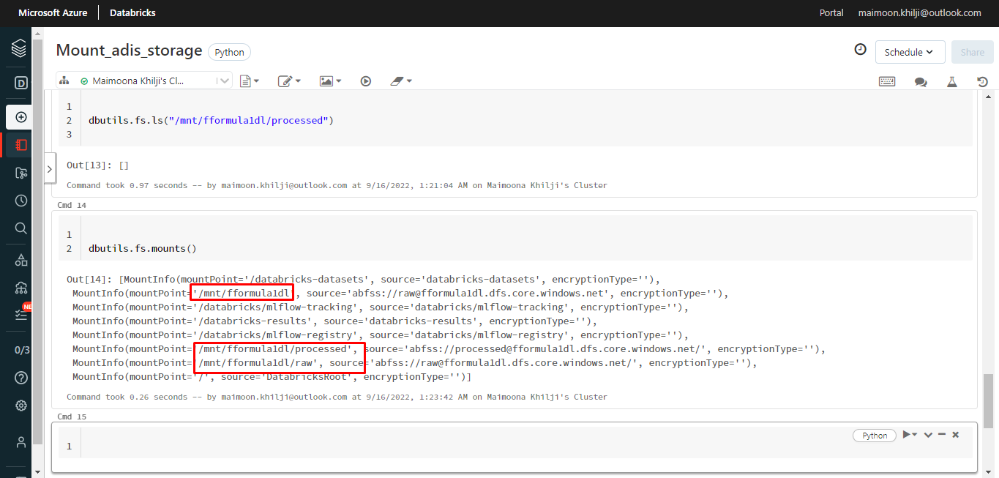 Microsoft Azure Databricks Portal maimoon.khilji@outlook.com
Mount_adis_storage Python Schedule Share
Maimoona Khilji's Cl...
1
2 dbutils.fs.ls("/mnt/fformula1dl/processed")
3
Out[13]: []
Command took 0.97 seconds -- by maimoon.khilji@outlook.com at 9/16/2022, 1:21:04 AM on Maimoona Khilji's Cluster
Cmd 14
1
2 dbutils.fs.mounts()
Out[14]: [MountInfo(mountPoint='/databricks-datasets', source='databricks-datasets', encryptionType=''),
MountInfo(mountPoint='/mnt/fformula1dl', source='abfss://raw@fformula1dl.dfs.core.windows.net', encryptionType=''),
MountInfo(mountPoint='/databricks/mlflow-tracking', source='databricks/mlflow-tracking', encryptionType=''),
MountInfo(mountPoint='/databricks-results', source='databricks-results', encryptionType=''),
MountInfo(mountPoint='/databricks/mlflow-registry', source='databricks/mlflow-registry', encryptionType=''),
MountInfo(mountPoint='/mnt/fformula1dl/processed', source='abfss://processed@fformula1dl.dfs.core.windows.net/', encryptionType=''),
MountInfo(mountPoint='/mnt/fformula1dl/raw', source='abfss://raw@fformula1dl.dfs.core.windows.net/', encryptionType=''),
MountInfo(mountPoint='/', source='DatabricksRoot', encryptionType='')]
Command took 0.26 seconds -- by maimoon.khilji@outlook.com at 9/16/2022, 1:23:42 AM on Maimoona Khilji's Cluster
Cmd 15
Python
1
D
NE
0/3